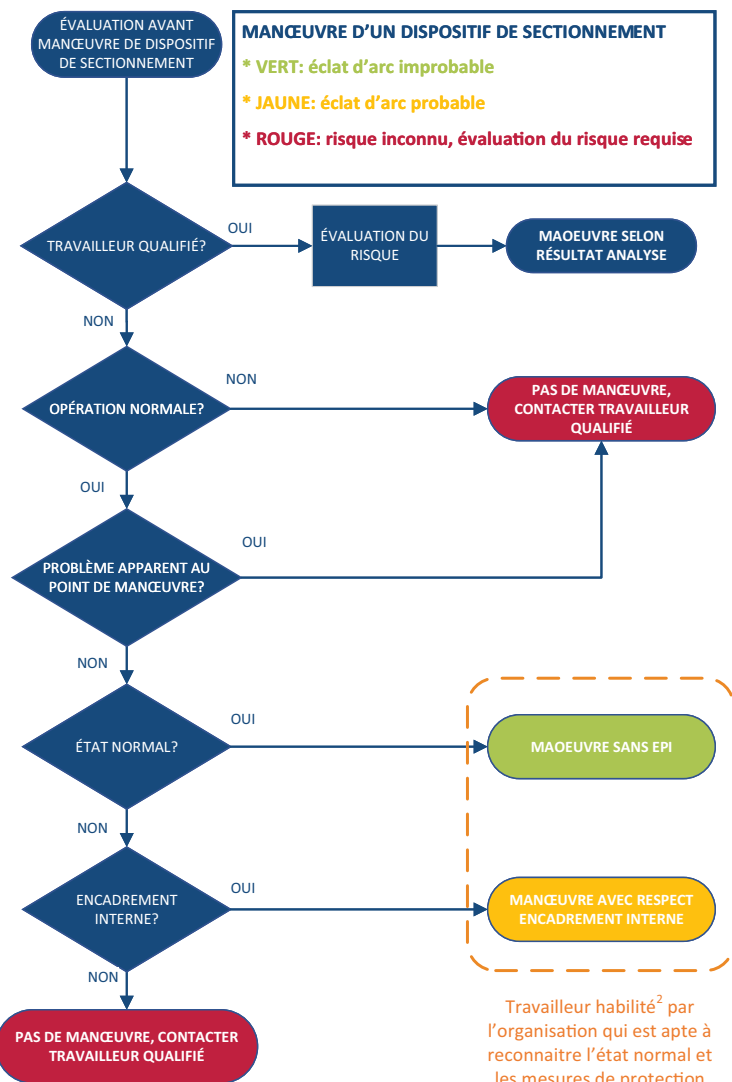 ÉVALUATION AVANT
MANŒUVRE DE DISPOSITIF
DE SECTIONNEMENT
MANŒUVRE D'UN DISPOSITIF DE SECTIONNEMENT
* VERT: éclat d'arc improbable
* JAUNE: éclat d'arc probable
* ROUGE: risque inconnu, évaluation du risque requise
TRAVAILLEUR QUALIFIÉ?
OUI
ÉVALUATION DU
RISQUE
MAOEUVRE SELON
RÉSULTAT ANALYSE
NON
OPÉRATION NORMALE?
NON
PAS DE MANŒUVRE,
CONTACTER TRAVAILLEUR
QUALIFIÉ
OUI
PROBLÈME APPARENT AU
POINT DE MANŒUVRE?
OUI
NON
ÉTAT NORMAL?
OUI
MAOEUVRE SANS EPI
NON
ENCADREMENT
INTERNE?
OUI
MANŒUVRE AVEC RESPECT
ENCADREMENT INTERNE
NON
PAS DE MANŒUVRE, CONTACTER
TRAVAILLEUR QUALIFIÉ
Travailleur habilité² par
l'organisation qui est apte à
reconnaitre l'état normal et
les mesures de protection